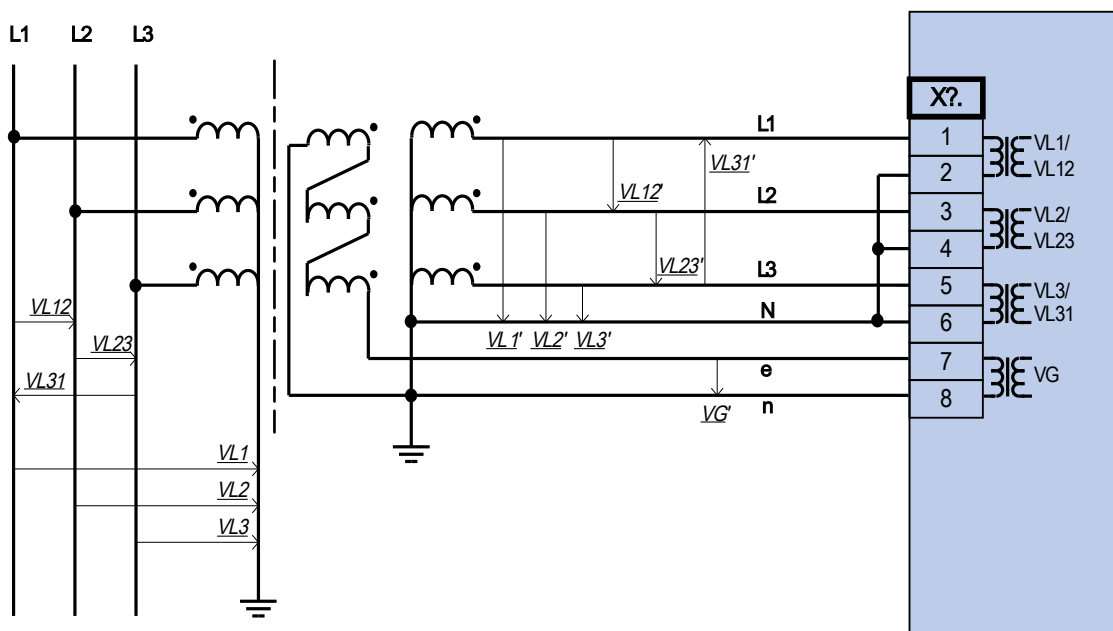 L1 L2 L3
X?.
L1
1
VL1/
VL12
VL31'
2
VL12'
L2
3
VL2/
VL23
4
VL23'
L3
5
VL3/
VL31
N
6
VL12
VL1' VL2' VL3'
VL23
7
e
VG
VL31
8
n
VG'
VL1
VL2
VL3